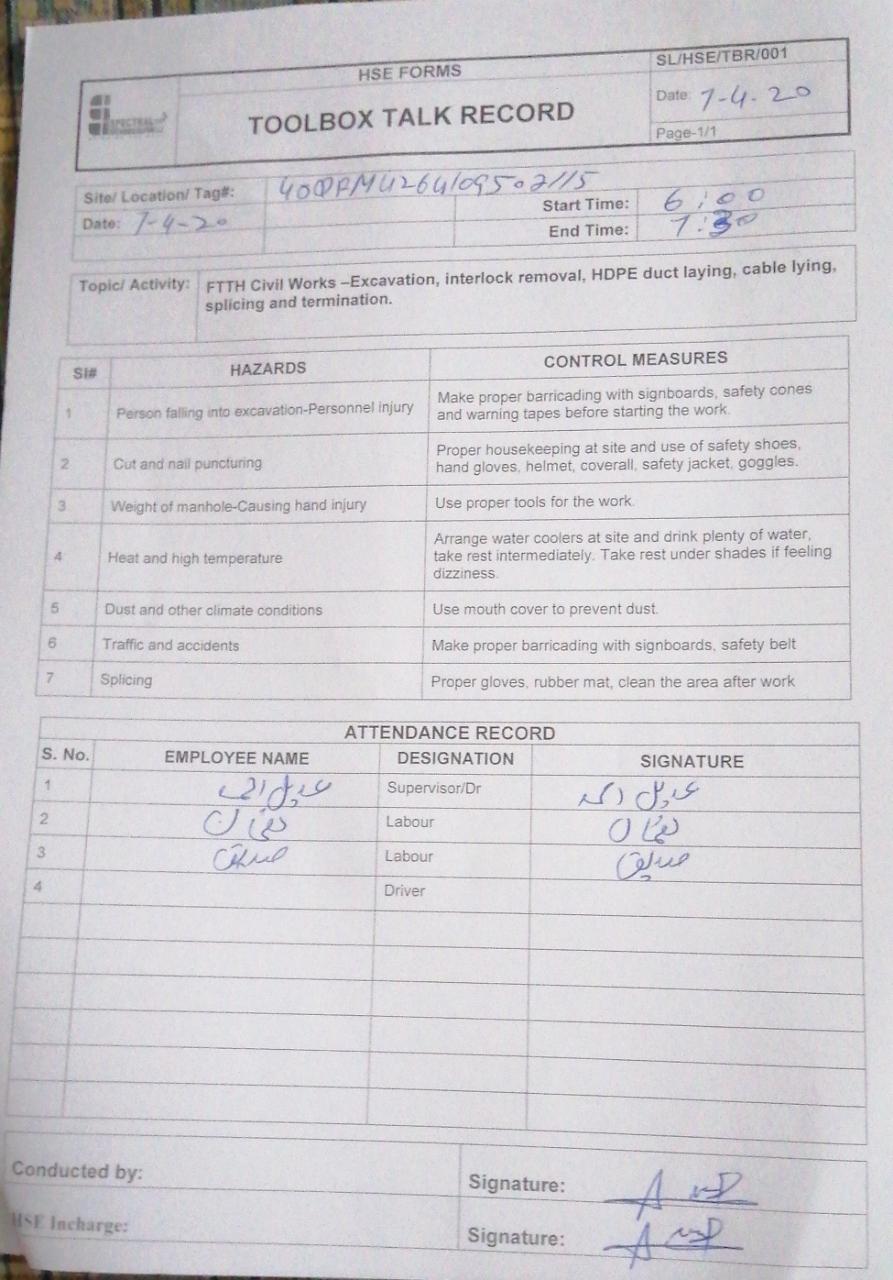 HSE FORMS
SL/HSE/TBR/001
TOOLBOX TALK RECORD
Date: 7-4-20
Page-1/1
SPECTRAL
Site/ Location/ Tag#:
Date: 7-4-20
Start Time: 6:00
End Time: 7:30
Topic/ Activity: FTTH Civil Works –Excavation, interlock removal, HDPE duct laying, cable lying,
splicing and termination.
Sl# HAZARDS CONTROL MEASURES
1 Person falling into excavation-Personnel injury Make proper barricading with signboards, safety cones
and warning tapes before starting the work.
2 Cut and nail puncturing Proper housekeeping at site and use of safety shoes,
hand gloves, helmet, coverall, safety jacket, goggles.
3 Weight of manhole-Causing hand injury Use proper tools for the work.
4 Heat and high temperature Arrange water coolers at site and drink plenty of water,
take rest intermediately. Take rest under shades if feeling
dizziness.
5 Dust and other climate conditions Use mouth cover to prevent dust.
6 Traffic and accidents Make proper barricading with signboards, safety belt
7 Splicing Proper gloves, rubber mat, clean the area after work
ATTENDANCE RECORD
S. No. EMPLOYEE NAME DESIGNATION SIGNATURE
1 Supervisor/Dr
2 Labour
3 Labour
4 Driver
Conducted by: Signature:
HSE Incharge: Signature: